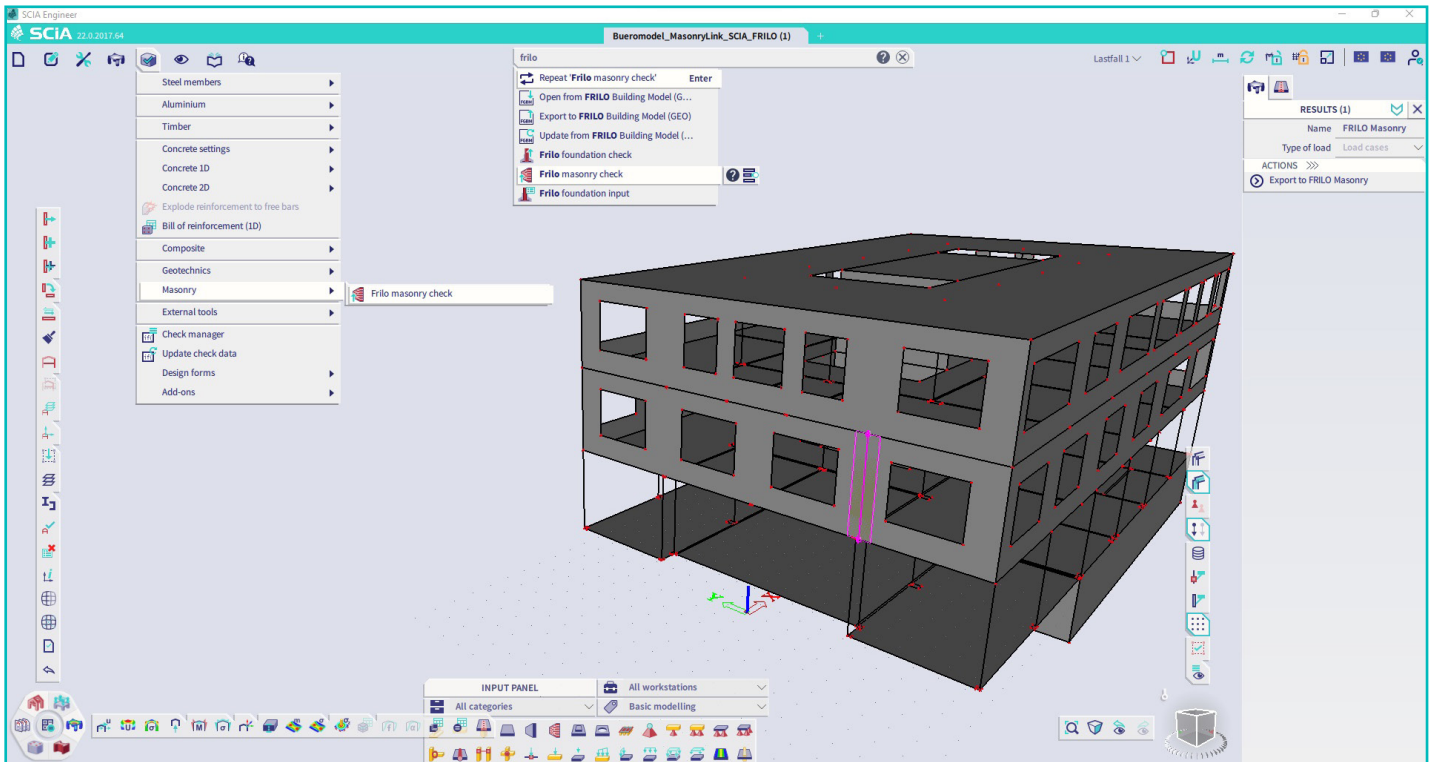 SCIA Engineer
SCIA 22.0.2017.64
Bueromodel_MasonryLink_SCIA_FRILO (1)
frilo
Lastfall 1
Repeat 'Frilo masonry check' Enter
Open from FRILO Building Model (G...
Export to FRILO Building Model (GEO)
Update from FRILO Building Model (...
Frilo foundation check
Frilo masonry check
Frilo foundation input
Steel members
Aluminium
Timber
Concrete settings
Concrete 1D
Concrete 2D
Explode reinforcement to free bars
Bill of reinforcement (1D)
Composite
Geotechnics
Masonry
Frilo masonry check
External tools
Check manager
Update check data
Design forms
Add-ons
RESULTS (1)
Name FRILO Masonry
Type of load Load cases
ACTIONS >>>
Export to FRILO Masonry
INPUT PANEL
All workstations
All categories
Basic modelling